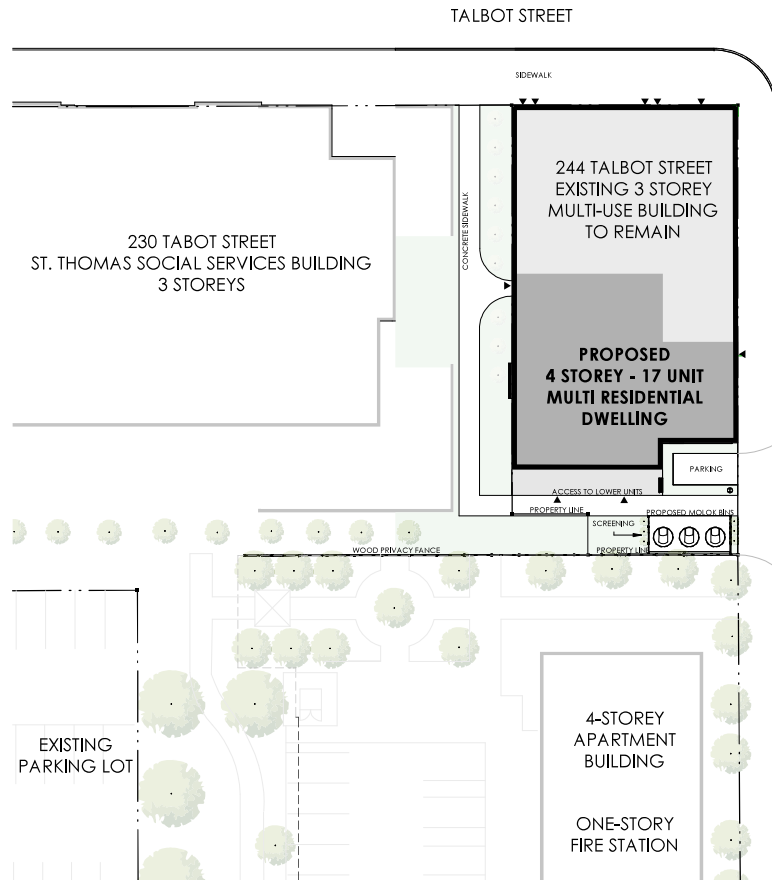 TALBOT STREET
SIDEWALK
244 TALBOT STREET
EXISTING 3 STOREY
MULTI-USE BUILDING
TO REMAIN
230 TABOT STREET
ST. THOMAS SOCIAL SERVICES BUILDING
3 STOREYS
CONCRETE SIDEWALK
PROPOSED
4 STOREY - 17 UNIT
MULTI RESIDENTIAL
DWELLING
PARKING
ACCESS TO LOWER UNITS
PROPERTY LINE
PROPOSED MOLOK BINS
SCREENING
WOOD PRIVACY FANCE
PROPERTY LINE
EXISTING
PARKING LOT
4-STOREY
APARTMENT
BUILDING
ONE-STORY
FIRE STATION